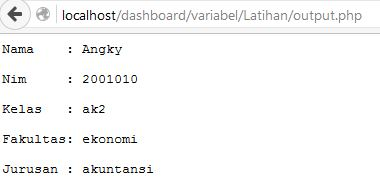 localhost/dashboard/variabel/Latihan/output.php
Nama    : Angky
Nim     : 2001010
Kelas   : ak2
Fakultas: ekonomi
Jurusan : akuntansi